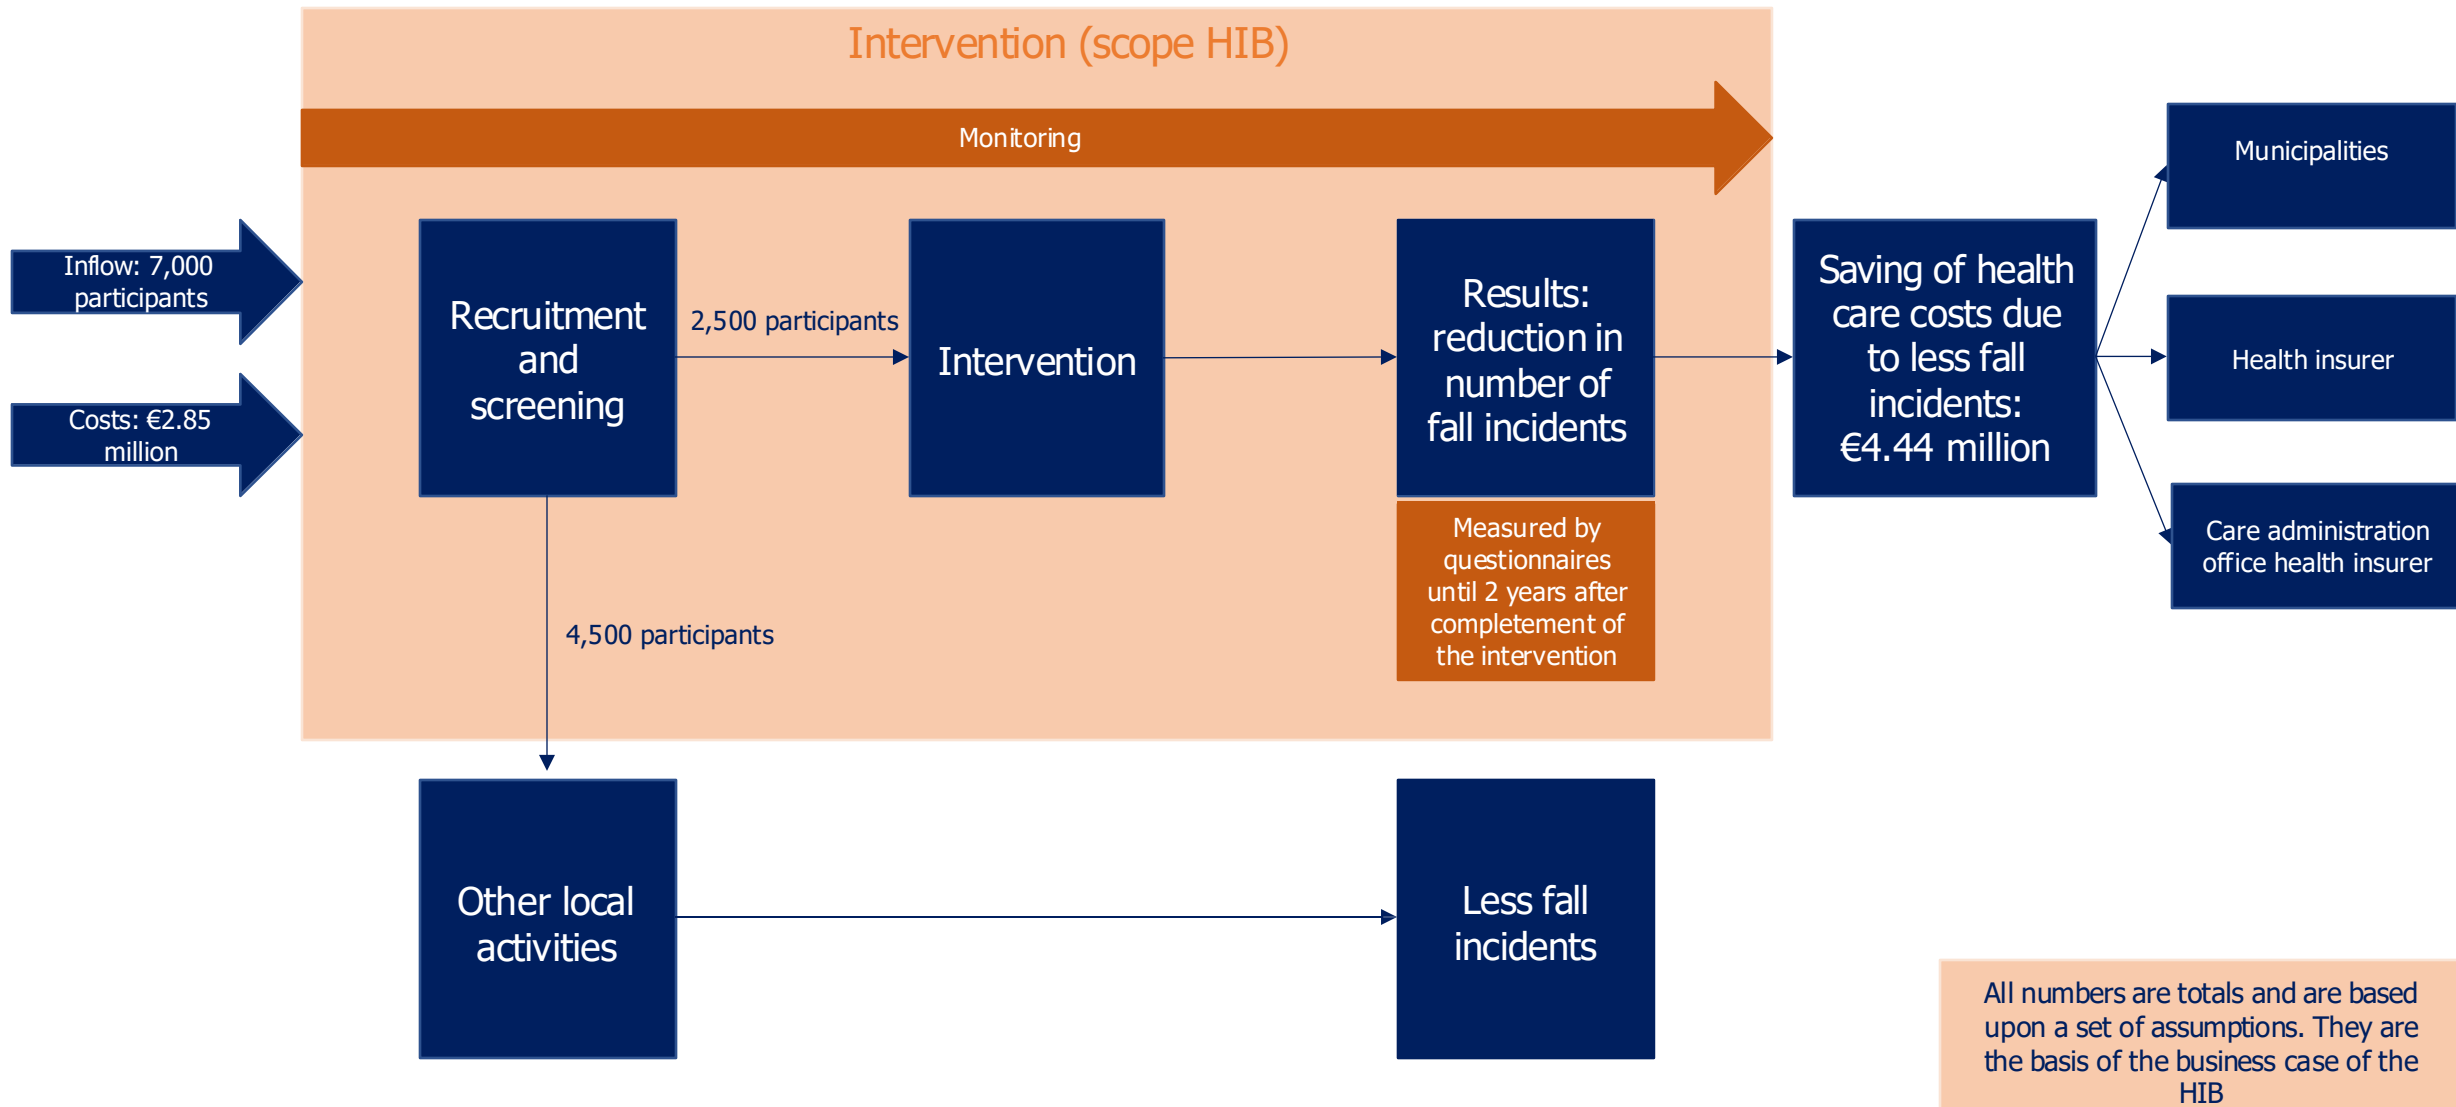 Intervention (scope HIB)
Monitoring
Inflow: 7,000
participants
Costs: €2.85
million
Recruitment
and
screening
2,500 participants
Intervention
Results:
reduction in
number of
fall incidents
Measured by
questionnaires
until 2 years after
completement of
the intervention
Saving of health
care costs due
to less fall
incidents:
€4.44 million
Municipalities
Health insurer
Care administration
office health insurer
4,500 participants
Other local
activities
Less fall
incidents
All numbers are totals and are based
upon a set of assumptions. They are
the basis of the business case of the
HIB